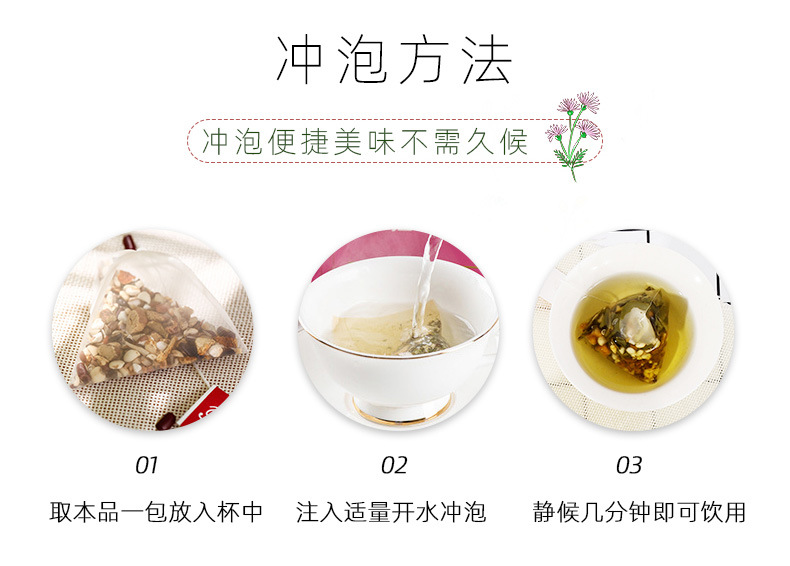 冲泡方法
冲泡便捷美味不需久候
01
取本品一包放入杯中
02
注入适量开水冲泡
03
静候几分钟即可饮用